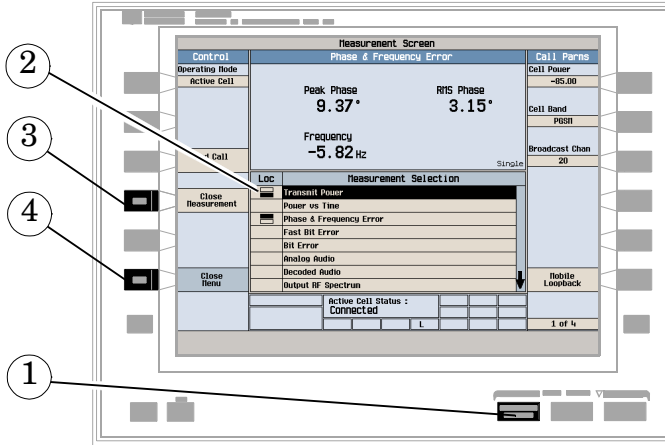 Measurement Screen
Control
Phase & Frequency Error
Call Parms
Operating Mode
Active Cell
Peak Phase
9.37°
RMS Phase
3.15°
Frequency
-5.82 Hz
Single
Cell Power
-85.00
Cell Band
PGSM
Broadcast Chan
20
Call
Close
Measurement
Close
Menu
Loc
Measurement Selection
Transmit Power
Power vs Time
Phase & Frequency Error
Fast Bit Error
Bit Error
Analog Audio
Decoded Audio
Output RF Spectrum
Mobile
Loopback
Active Cell Status :
Connected
L
1 of 4
2
3
4
1